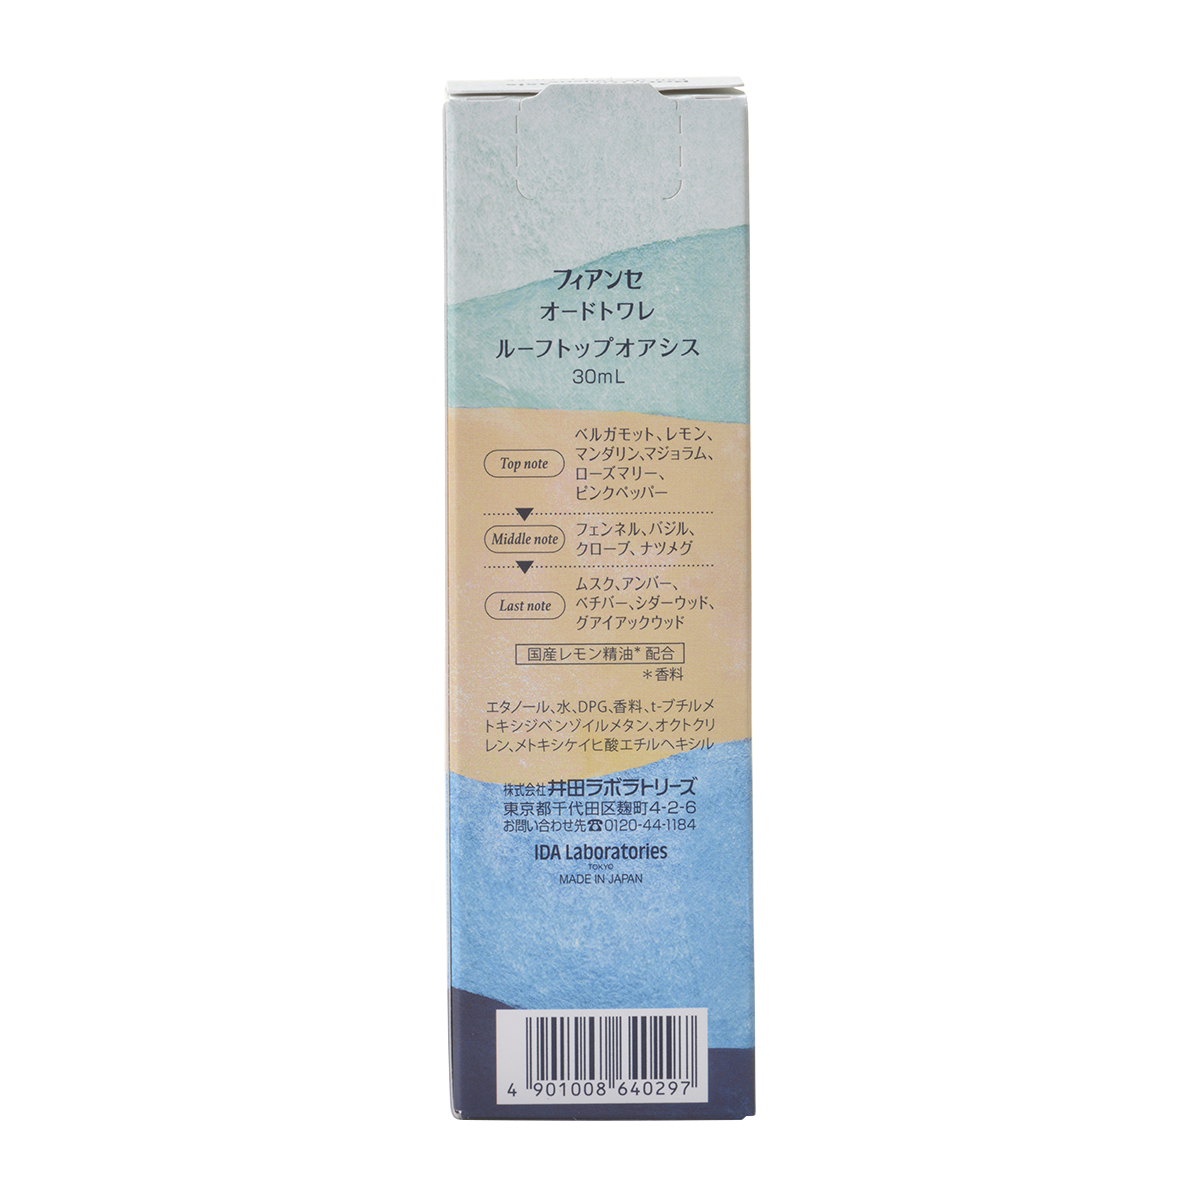 フィアンセ
オードトワレ
ルーフトップオアシス
30mL
Top note
ベルガモット、レモン、
マンダリン、マジョラム、
ローズマリー、
ピンクペッパー
Middle note
フェンネル、バジル、
クローブ、ナツメグ
Last note
ムスク、アンバー、
ベチバー、シダーウッド、
グアイアックウッド
国産レモン精油*配合
*香料
エタノール、水、DPG、香料、t-ブチルメ
トキシジベンゾイルメタン、オクトクリ
レン、メトキシケイヒ酸エチルヘキシル
株式会社 井田ラボラトリーズ
東京都千代田区麹町4-2-6
お問い合わせ先☎0120-44-1184
IDA Laboratories
TOKYO
MADE IN JAPAN
4 901008 640297